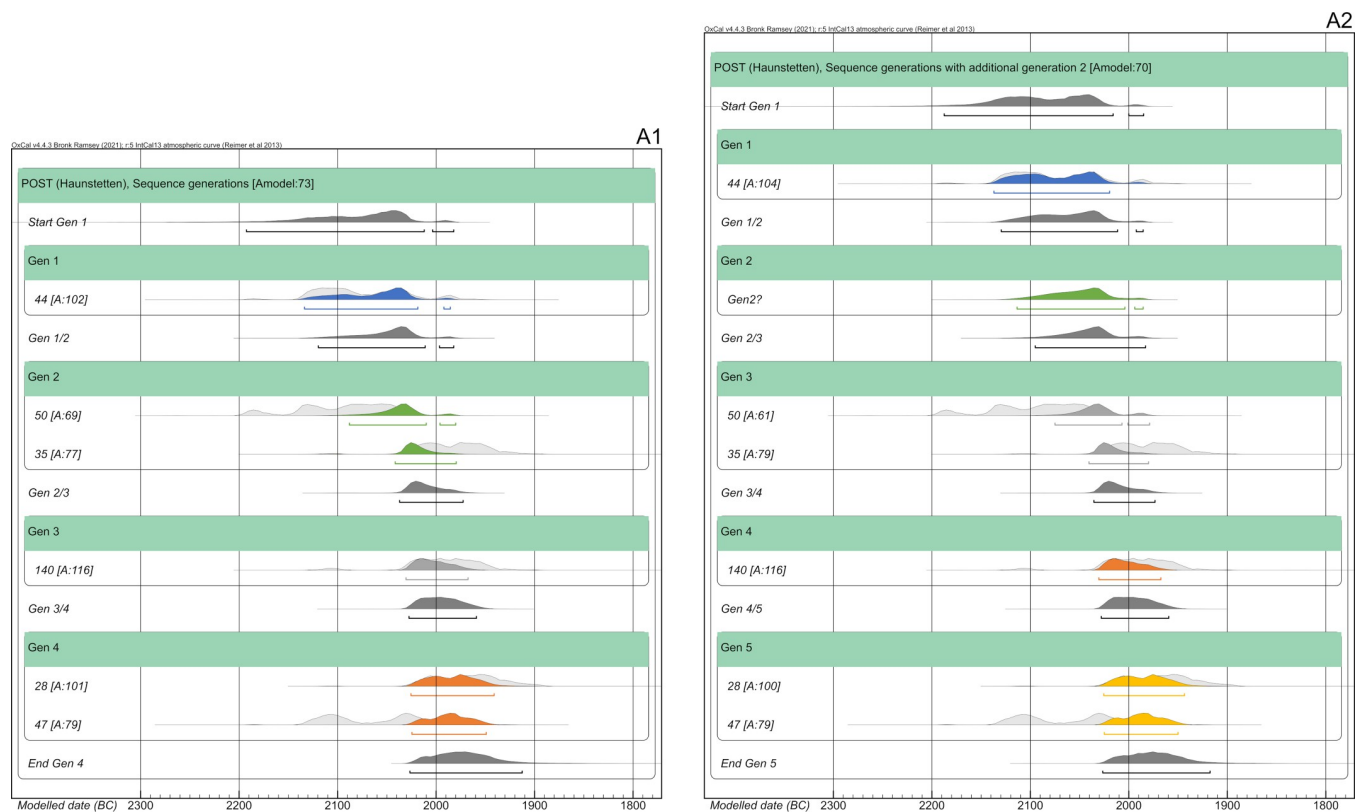 A1
OxCal v4.4.3 Bronk Ramsey (2021); r:5 IntCal13 atmospheric curve (Reimer et al 2013)
POST (Haunstetten), Sequence generations [Amodel:73]
Start Gen 1
Gen 1
44 [A:102]
Gen 1/2
Gen 2
50 [A:69]
35 [A:77]
Gen 2/3
Gen 3
140 [A:116]
Gen 3/4
Gen 4
28 [A:101]
47 [A:79]
End Gen 4
2300 2200 2100 2000 1900 1800
Modelled date (BC)
A2
OxCal v4.4.3 Bronk Ramsey (2021); r:5 IntCal13 atmospheric curve (Reimer et al 2013)
POST (Haunstetten), Sequence generations with additional generation 2 [Amodel:70]
Start Gen 1
Gen 1
44 [A:104]
Gen 1/2
Gen 2
Gen2?
Gen 2/3
Gen 3
50 [A:61]
35 [A:79]
Gen 3/4
Gen 4
140 [A:116]
Gen 4/5
Gen 5
28 [A:100]
47 [A:79]
End Gen 5
2300 2200 2100 2000 1900 1800
Modelled date (BC)